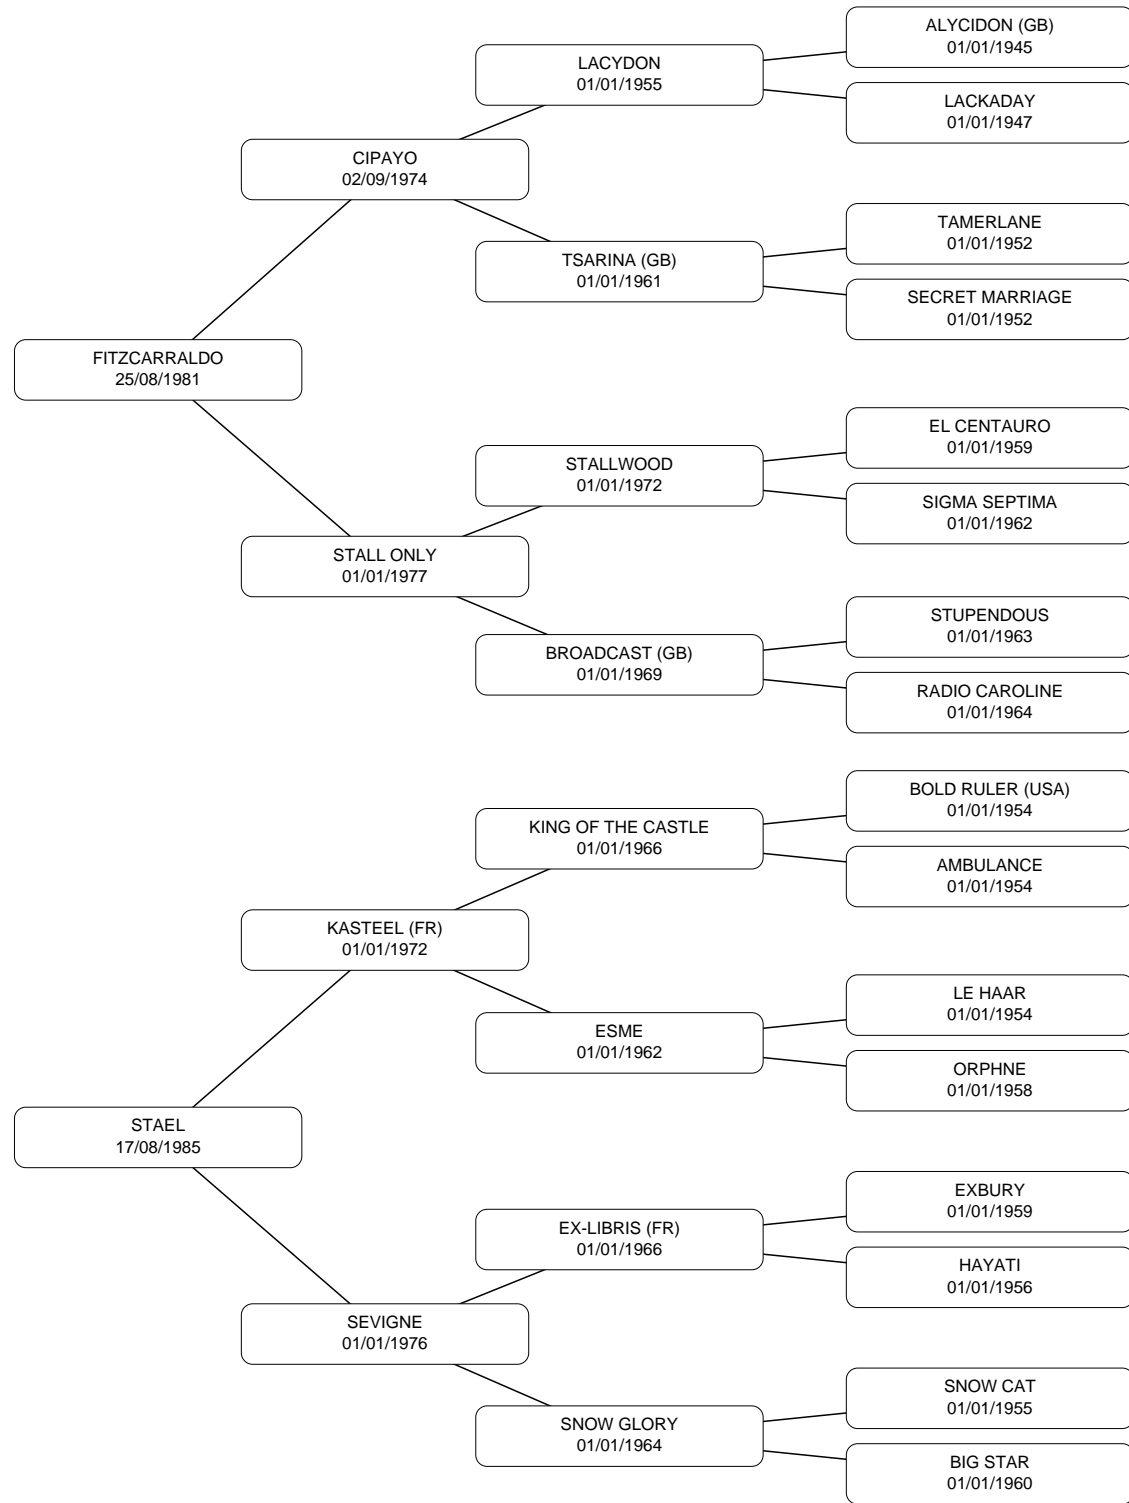 ALYCIDON (GB)
01/01/1945
LACYDON
01/01/1955
LACKADAY
01/01/1947
CIPAYO
02/09/1974
TAMERLANE
01/01/1952
TSARINA (GB)
01/01/1961
SECRET MARRIAGE
01/01/1952
FITZCARRALDO
25/08/1981
EL CENTAURO
01/01/1959
STALLWOOD
01/01/1972
SIGMA SEPTIMA
01/01/1962
STALL ONLY
01/01/1977
STUPENDOUS
01/01/1963
BROADCAST (GB)
01/01/1969
RADIO CAROLINE
01/01/1964
BOLD RULER (USA)
01/01/1954
KING OF THE CASTLE
01/01/1966
AMBULANCE
01/01/1954
KASTEEL (FR)
01/01/1972
LE HAAR
01/01/1954
ESME
01/01/1962
ORPHNE
01/01/1958
STAEL
17/08/1985
EXBURY
01/01/1959
EX-LIBRIS (FR)
01/01/1966
HAYATI
01/01/1956
SEVIGNE
01/01/1976
SNOW CAT
01/01/1955
SNOW GLORY
01/01/1964
BIG STAR
01/01/1960